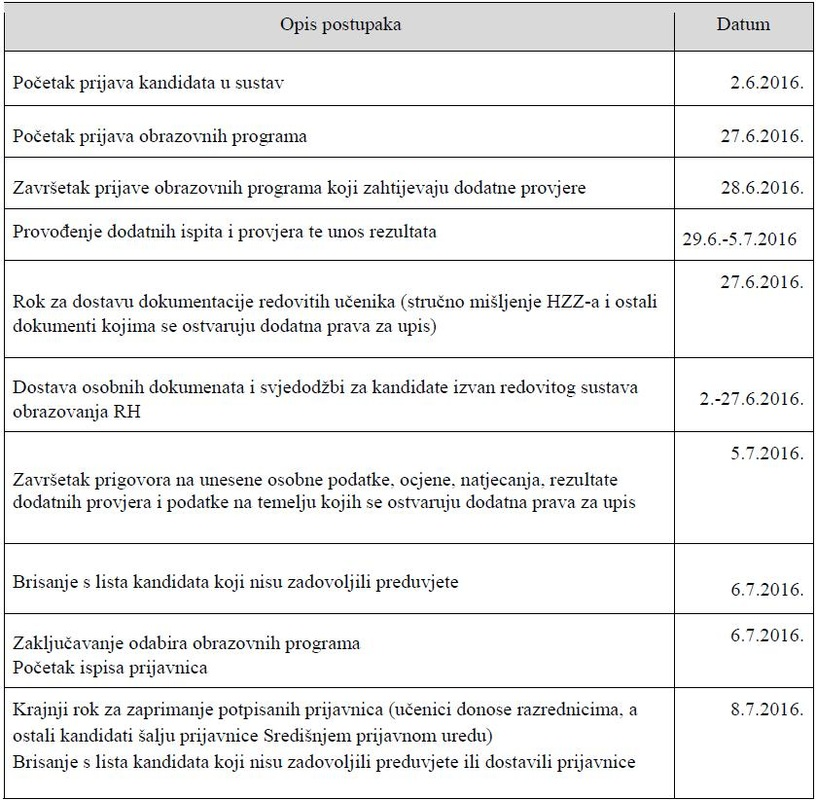 Opis postupaka
Datum
Početak prijava kandidata u sustav
2.6.2016.
Početak prijava obrazovnih programa
27.6.2016.
Završetak prijave obrazovnih programa koji zahtijevaju dodatne provjere
28.6.2016.
Provođenje dodatnih ispita i provjera te unos rezultata
29.6.-5.7.2016
Rok za dostavu dokumentacije redovitih učenika (stručno mišljenje HZZ-a i ostali
dokumenti kojima se ostvaruju dodatna prava za upis)
27.6.2016.
Dostava osobnih dokumenata i svjedodžbi za kandidate izvan redovitog sustava
obrazovanja RH
2.-27.6.2016.
Završetak prigovora na unesene osobne podatke, ocjene, natjecanja, rezultate
dodatnih provjera i podatke na temelju kojih se ostvaruju dodatna prava za upis
5.7.2016.
Brisanje s lista kandidata koji nisu zadovoljili preduvjete
6.7.2016.
Zaključavanje odabira obrazovnih programa
Početak ispisa prijavnica
6.7.2016.
Krajnji rok za zaprimanje potpisanih prijavnica (učenici donose razrednicima, a
ostali kandidati šalju prijavnice Središnjem prijavnom uredu)
Brisanje s lista kandidata koji nisu zadovoljili preduvjete ili dostavili prijavnice
8.7.2016.